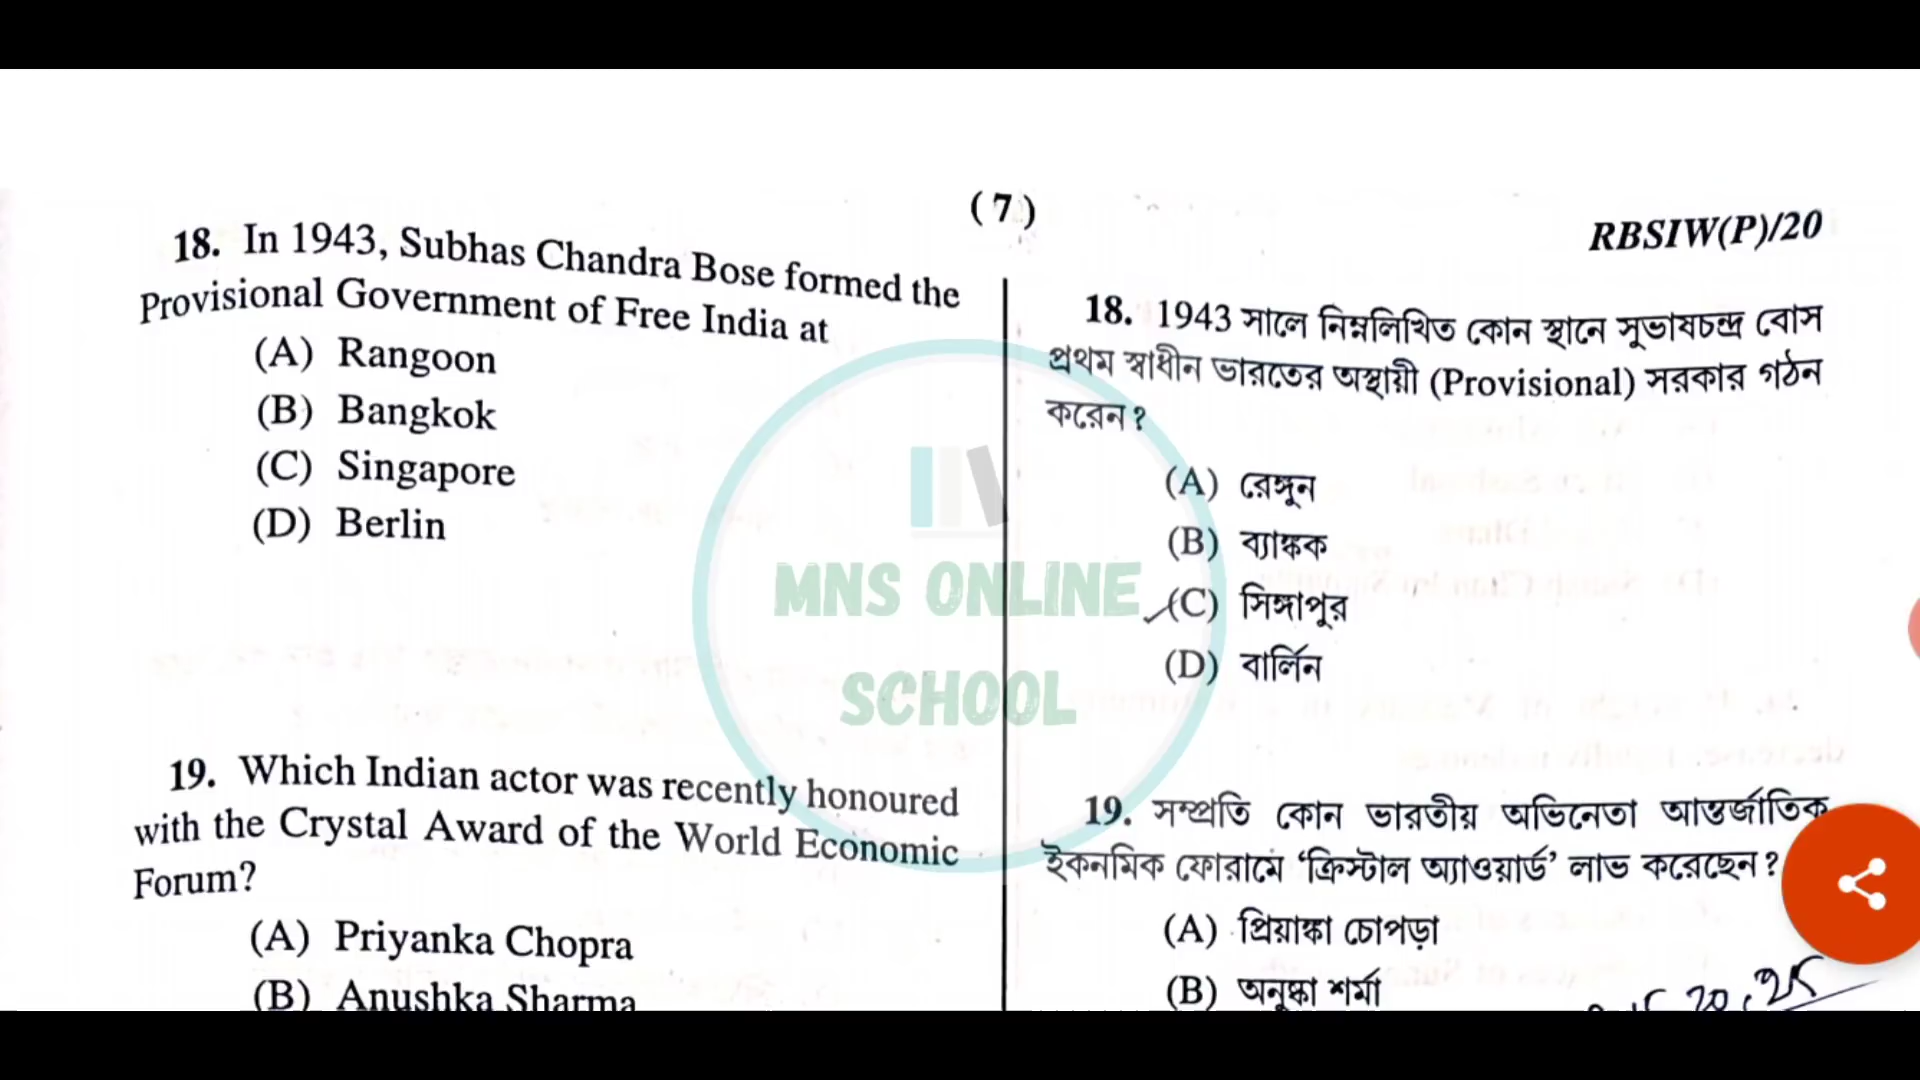 ( 7 )
RBSIW(P)/20
18. In 1943, Subhas Chandra Bose formed the
Provisional Government of Free India at
(A) Rangoon
(B) Bangkok
(C) Singapore
(D) Berlin
19. Which Indian actor was recently honoured
with the Crystal Award of the World Economic
Forum?
(A) Priyanka Chopra
(B) Anushka Sharma
18. 1943 সালে নিম্নলিখিত কোন স্থানে সুভাষচন্দ্র বোস
প্রথম স্বাধীন ভারতের অস্থায়ী (Provisional) সরকার গঠন
করেন?
(A) রেঙ্গুন
(B) ব্যাঙ্কক
(C) সিঙ্গাপুর
(D) বার্লিন
19. সম্প্রতি কোন ভারতীয় অভিনেতা আন্তর্জাতিক
ইকনমিক ফোরামে ‘ক্রিস্টাল অ্যাওয়ার্ড’ লাভ করেছেন?
(A) প্রিয়াঙ্কা চোপড়া
(B) অনুষ্কা শর্মা
MNS ONLINE
SCHOOL